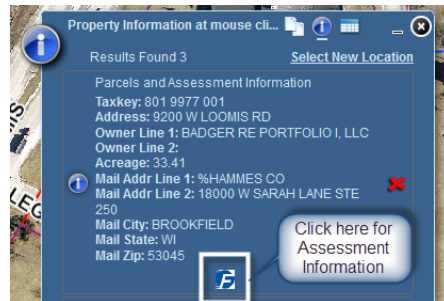 Property Information at mouse cli...
Results Found 3
Select New Location
Parcels and Assessment Information
Taxkey: 801 9977 001
Address: 9200 W LOOMIS RD
Owner Line 1: BADGER RE PORTFOLIO I, LLC
Owner Line 2:
Acreage: 33.41
Mail Addr Line 1: %HAMMES CO
Mail Addr Line 2: 18000 W SARAH LANE STE
250
Mail City: BROOKFIELD
Mail State: WI
Mail Zip: 53045
Click here for
Assessment
Information
LEG